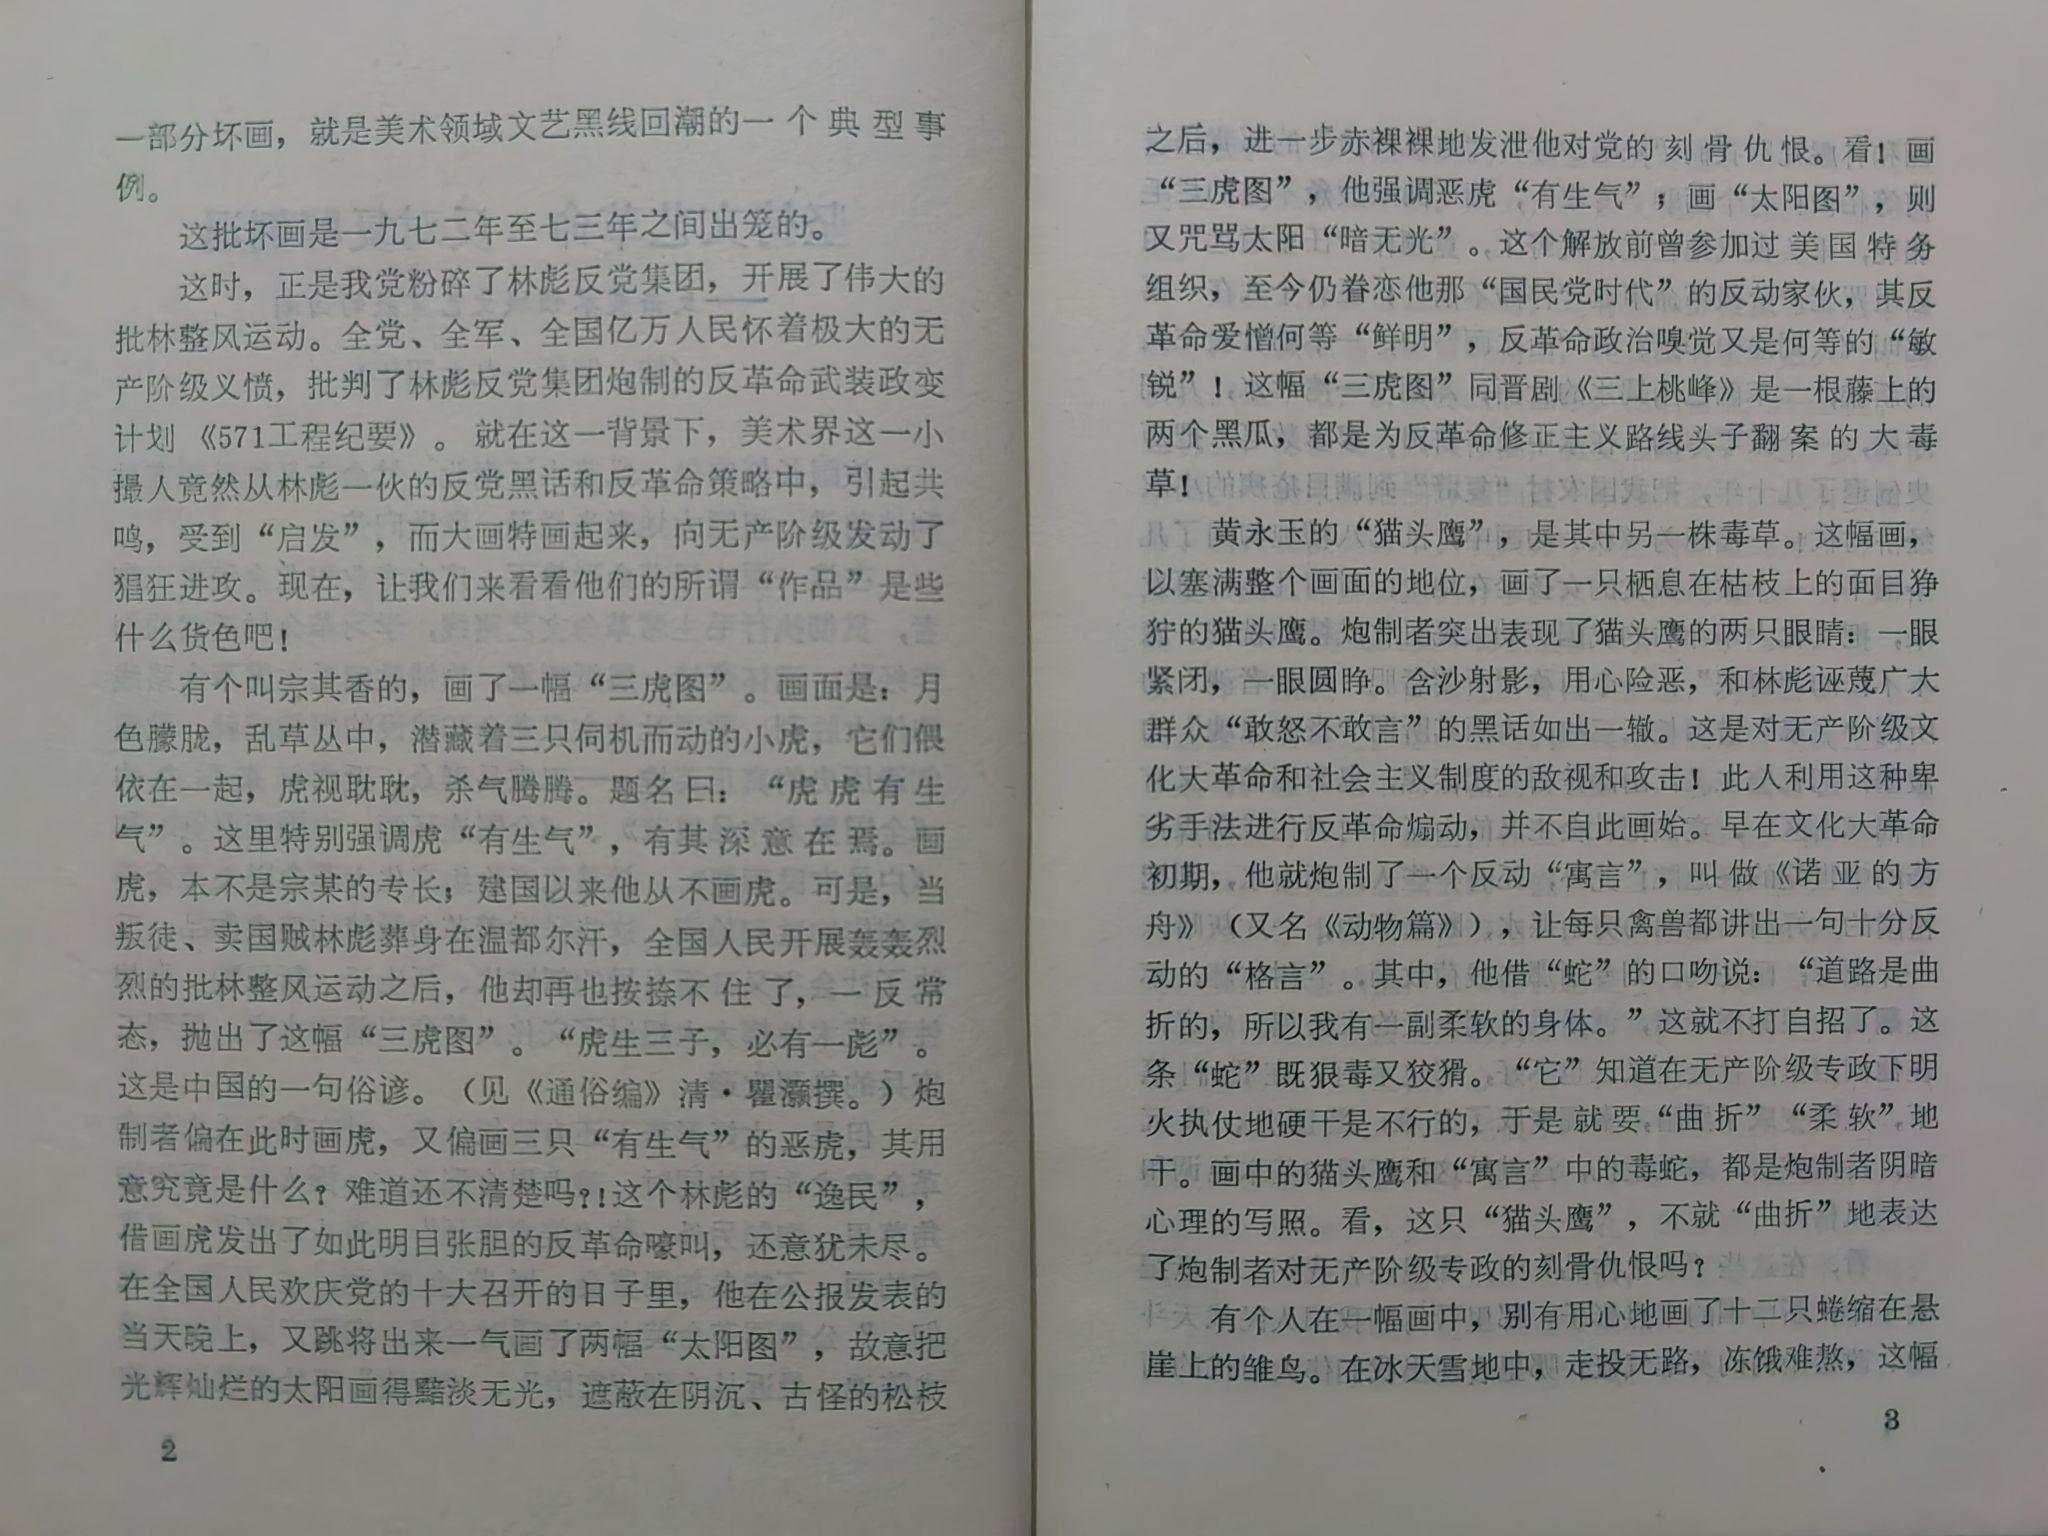 一部分坏画，就是美术领域文艺黑线回潮的一个典型事
例。
这批坏画是一九七二年至七三年之间出笼的。
这时，正是我党粉碎了林彪反党集团，开展了伟大的
批林整风运动。全党、全军、全国亿万人民怀着极大的无
产阶级义愤，批判了林彪反党集团炮制的反革命武装政变
计划《571工程纪要》。就在这一背景下，美术界这一小
撮人竟然从林彪一伙的反党黑话和反革命策略中，引起共
鸣，受到“启发”，而大画特画起来，向无产阶级发动了
猖狂进攻。现在，让我们来看看他们的所谓“作品”是些
什么货色吧！
有个叫宗其香的，画了一幅“三虎图”。画面是：月
色朦胧，乱草丛中，潜藏着三只伺机而动的小虎，它们偎
依在一起，虎视耽耽，杀气腾腾。题名曰：“虎虎有生
气”。这里特别强调虎“有生气”，有其深意在焉。画
虎，本不是宗某的专长；建国以来他从不画虎。可是，当
叛徒、卖国贼林彪葬身在温都尔汗，全国人民开展轰轰烈
烈的批林整风运动之后，他却再也按捺不住了，一反常
态，抛出了这幅“三虎图”。“虎生三子，必有一彪”。
这是中国的一句俗谚。（见《通俗编》清·瞿灏撰。）炮
制者偏在此时画虎，又偏画三只“有生气”的恶虎，其用
意究竟是什么？难道还不清楚吗？！这个林彪的“逸民”，
借画虎发出了如此明目张胆的反革命嚎叫，还意犹未尽。
在全国人民欢庆党的十大召开的日子里，他在公报发表的
当天晚上，又跳将出来一气画了两幅“太阳图”，故意把
光辉灿烂的太阳画得黯淡无光，遮蔽在阴沉、古怪的松枝
2
之后，进一步赤裸裸地发泄他对党的刻骨仇恨。看！画
“三虎图”，他强调恶虎“有生气”；画“太阳图”，则
又咒骂太阳“暗无光”。这个解放前曾参加过美国特务
组织，至今仍眷恋他那“国民党时代”的反动家伙，其反
革命爱憎何等“鲜明”，反革命政治嗅觉又是何等的“敏
锐”！这幅“三虎图”同晋剧《三上桃峰》是一根藤上的
两个黑瓜，都是为反革命修正主义路线头子翻案的大毒
草！
黄永玉的“猫头鹰”，是其中另一株毒草。这幅画，
以塞满整个画面的地位，画了一只栖息在枯枝上的面目狰
狞的猫头鹰。炮制者突出表现了猫头鹰的两只眼睛：一眼
紧闭，一眼圆睁。含沙射影，用心险恶，和林彪诬蔑广大
群众“敢怒不敢言”的黑话如出一辙。这是对无产阶级文
化大革命和社会主义制度的敌视和攻击！此人利用这种卑
劣手法进行反革命煽动，并不自此画始。早在文化大革命
初期，他就炮制了一个反动“寓言”，叫做《诺亚的方
舟》（又名《动物篇》），让每只禽兽都讲出一句十分反
动的“格言”。其中，他借“蛇”的口吻说：“道路是曲
折的，所以我有一副柔软的身体。”这就不打自招了。这
条“蛇”既狠毒又狡猾。“它”知道在无产阶级专政下明
火执仗地硬干是不行的，于是就要“曲折”“柔软”地
干。画中的猫头鹰和“寓言”中的毒蛇，都是炮制者阴暗
心理的写照。看，这只“猫头鹰”，不就“曲折”地表达
了炮制者对无产阶级专政的刻骨仇恨吗？
有个人在一幅画中，别有用心地画了十二只蜷缩在悬
崖上的雏鸟。在冰天雪地中，走投无路，冻饿难熬，这幅
3